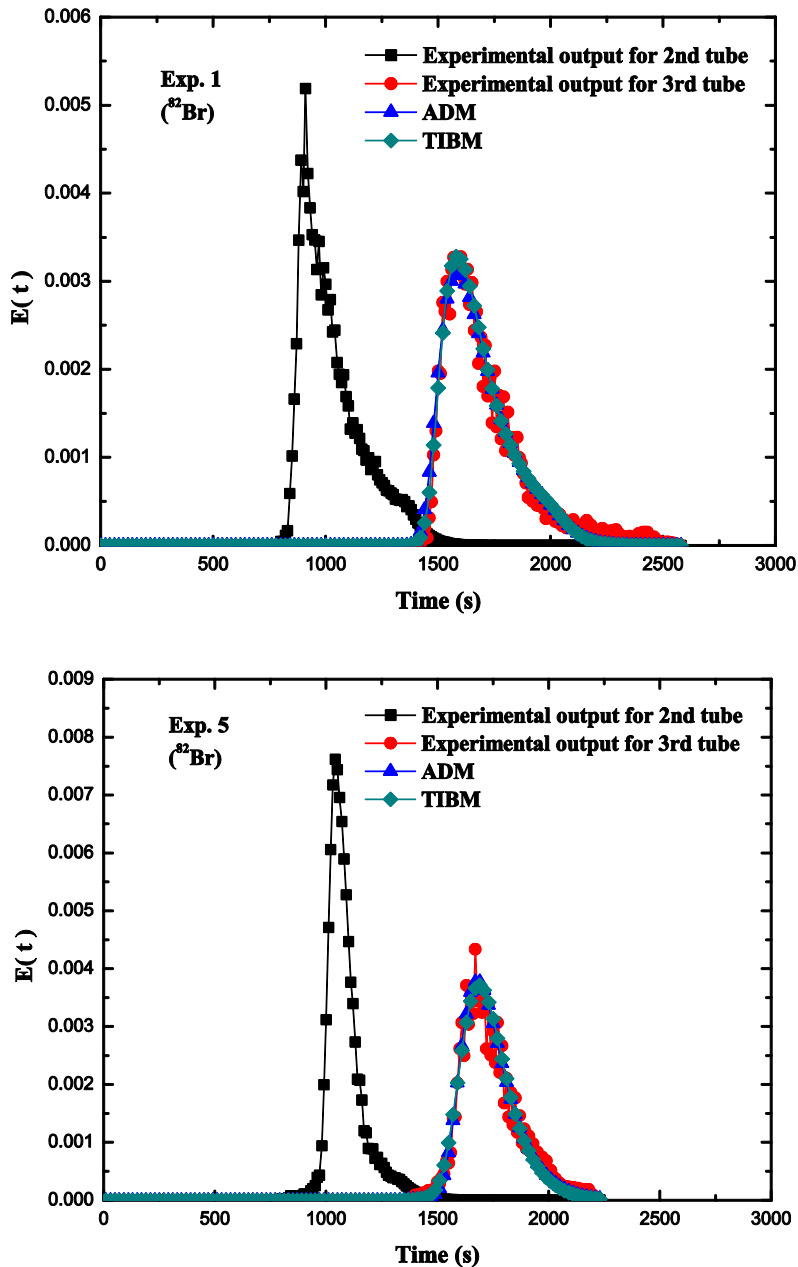 0.006
0.005
0.004
0.003
0.002
0.001
0.000
E( t )
Exp. 1
(⁸²Br)
Experimental output for 2nd tube
Experimental output for 3rd tube
ADM
TIBM
0 500 1000 1500 2000 2500 3000
Time (s)
0.009
0.008
0.007
0.006
0.005
0.004
0.003
0.002
0.001
0.000
E( t )
Exp. 5
(⁸²Br)
Experimental output for 2nd tube
Experimental output for 3rd tube
ADM
TIBM
0 500 1000 1500 2000 2500 3000
Time (s)